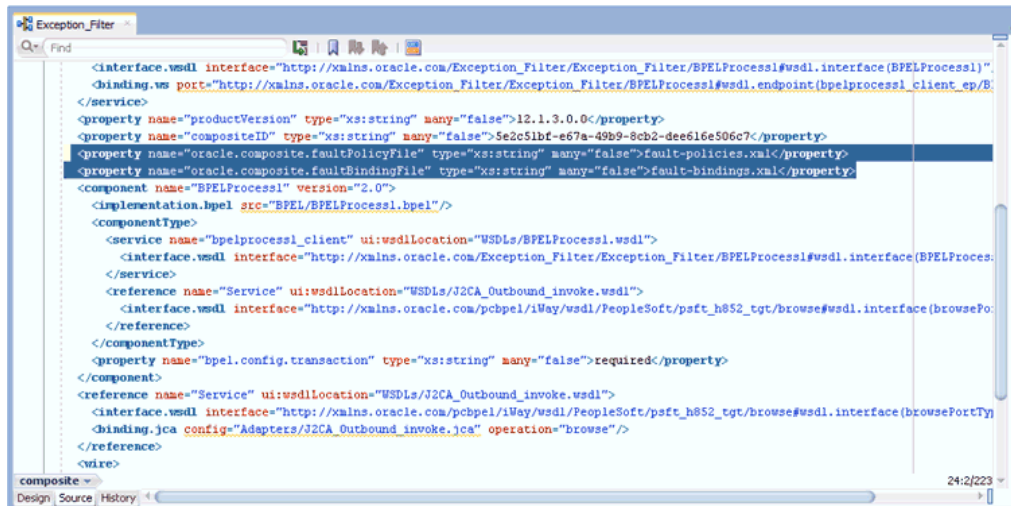 Exception_Filter
Find
<interface.wsdl interface="http://xmlns.oracle.com/Exception_Filter/Exception_Filter/BPELProcess1#wsdl.interface(BPELProcess1)"
<binding.ws port="http://xmlns.oracle.com/Exception_Filter/Exception_Filter/BPELProcess1#wsdl.endpoint(bpelprocess1_client_ep/B
</service>
<property name="productVersion" type="xs:string" many="false">12.1.3.0.0</property>
<property name="compositeID" type="xs:string" many="false">5e2c51bf-e67a-49b9-8cb2-dee616e506c7</property>
<property name="oracle.composite.faultPolicyFile" type="xs:string" many="false">fault-policies.xml</property>
<property name="oracle.composite.faultBindingFile" type="xs:string" many="false">fault-bindings.xml</property>
<component name="BPELProcess1" version="2.0">
<implementation.bpel src="BPEL/BPELProcess1.bpel"/>
<componentType>
<service name="bpelprocess1_client" ui:wsdlLocation="WSDLs/BPELProcess1.wsdl">
<interface.wsdl interface="http://xmlns.oracle.com/Exception_Filter/Exception_Filter/BPELProcess1#wsdl.interface(BPELProces
</service>
<reference name="Service" ui:wsdlLocation="WSDLs/J2CA_Outbound_invoke.wsdl">
<interface.wsdl interface="http://xmlns.oracle.com/pcbpel/iWay/wsdl/PeopleSoft/psft_h852_tgt/browse#wsdl.interface(browsePo
</reference>
</componentType>
<property name="bpel.config.transaction" type="xs:string" many="false">required</property>
</component>
<reference name="Service" ui:wsdlLocation="WSDLs/J2CA_Outbound_invoke.wsdl">
<interface.wsdl interface="http://xmlns.oracle.com/pcbpel/iWay/wsdl/PeopleSoft/psft_h852_tgt/browse#wsdl.interface(browsePortTy
<binding.jca config="Adapters/J2CA_Outbound_invoke.jca" operation="browse"/>
</reference>
<wire>
composite
24:2/223
Design Source History